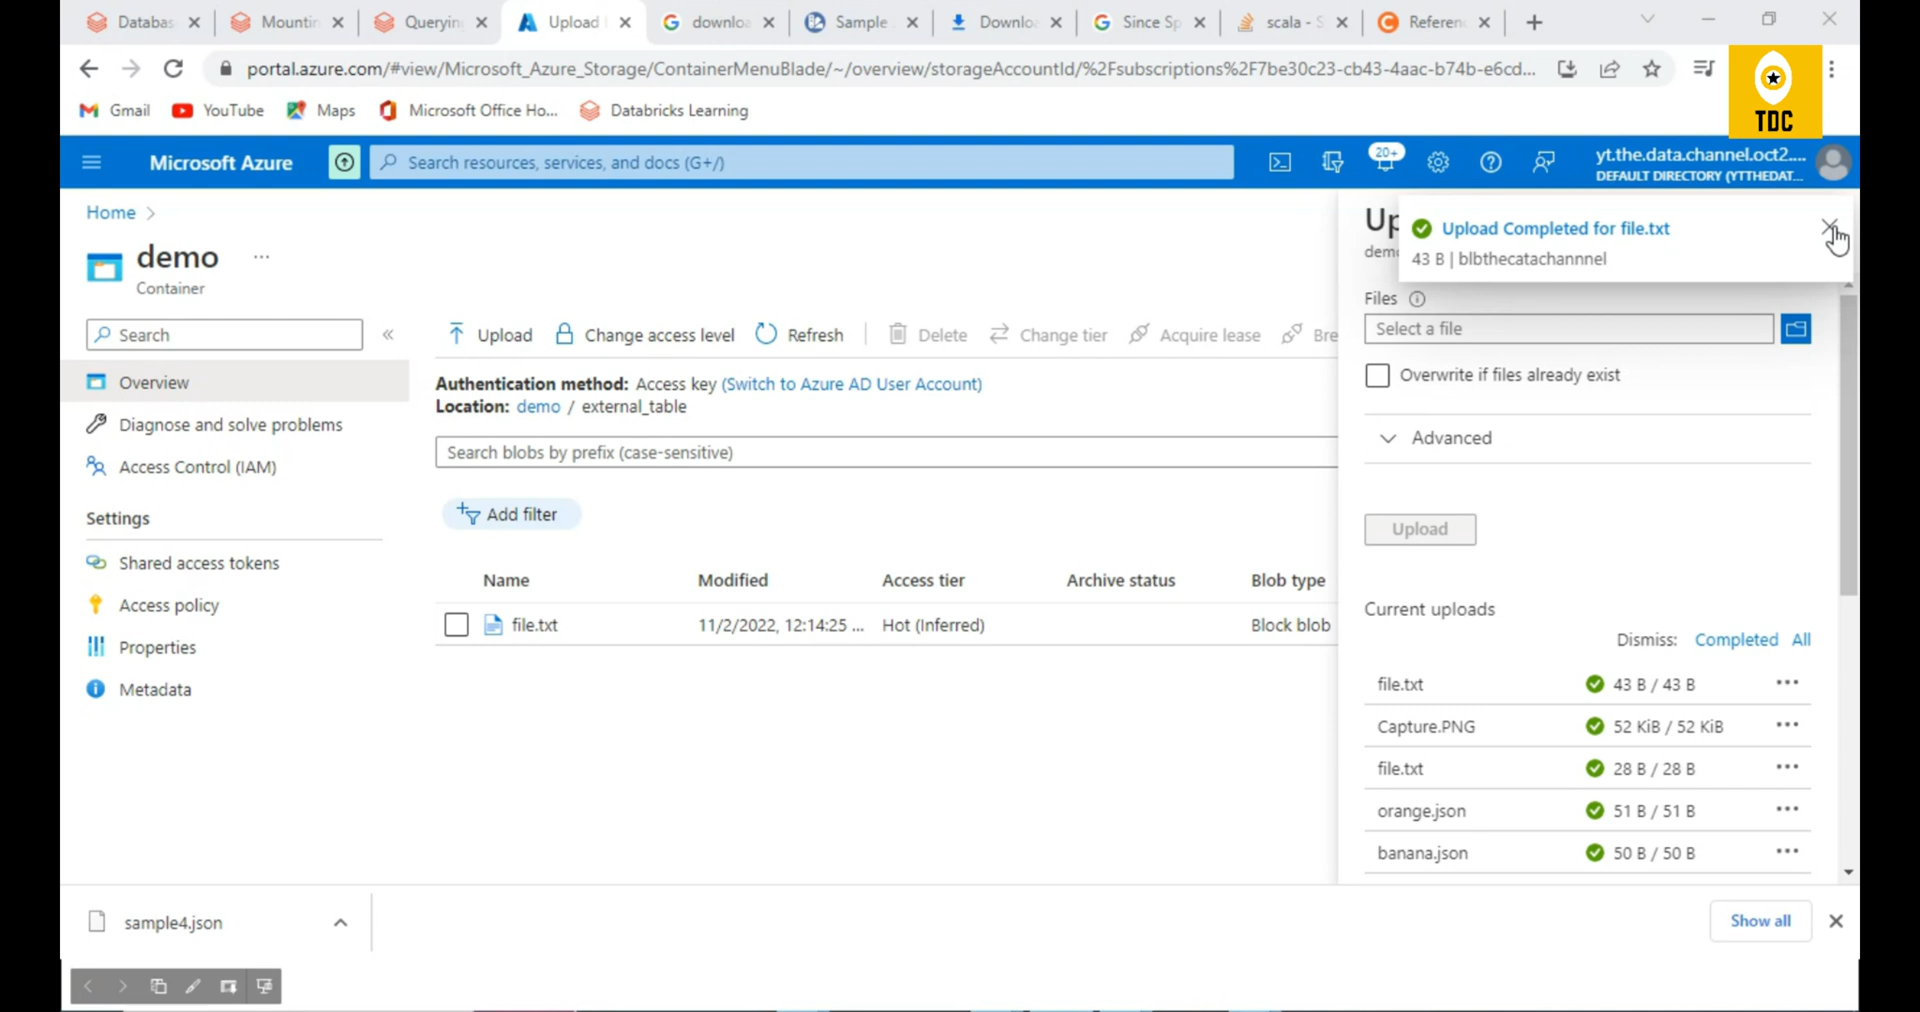 Databas
Mountin
Querying
Upload
downloa
Sample
Downloa
Since Sp
scala - S
Referen
portal.azure.com/#view/Microsoft_Azure_Storage/ContainerMenuBlade/~/overview/storageAccountId/%2Fsubscriptions%2F7be30c23-cb43-4aac-b74b-e6cd...
Gmail
YouTube
Maps
Microsoft Office Ho...
Databricks Learning
TDC
Microsoft Azure
Search resources, services, and docs (G+/)
20+
yt.the.data.channel.oct2....
DEFAULT DIRECTORY (YTTHEDAT...
Home
demo
...
Container
Search
Overview
Diagnose and solve problems
Access Control (IAM)
Settings
Shared access tokens
Access policy
Properties
Metadata
Upload
Change access level
Refresh
Delete
Change tier
Acquire lease
Bre
Authentication method: Access key (Switch to Azure AD User Account)
Location: demo / external_table
Search blobs by prefix (case-sensitive)
Add filter
Name Modified Access tier Archive status Blob type
file.txt 11/2/2022, 12:14:25 ... Hot (Inferred) Block blob
Up
demo
Upload Completed for file.txt
43 B | blbthecatachannnel
Files
Select a file
Overwrite if files already exist
Advanced
Upload
Current uploads
Dismiss: Completed All
file.txt 43 B / 43 B
Capture.PNG 52 KiB / 52 KiB
file.txt 28 B / 28 B
orange.json 51 B / 51 B
banana.json 50 B / 50 B
sample4.json
Show all